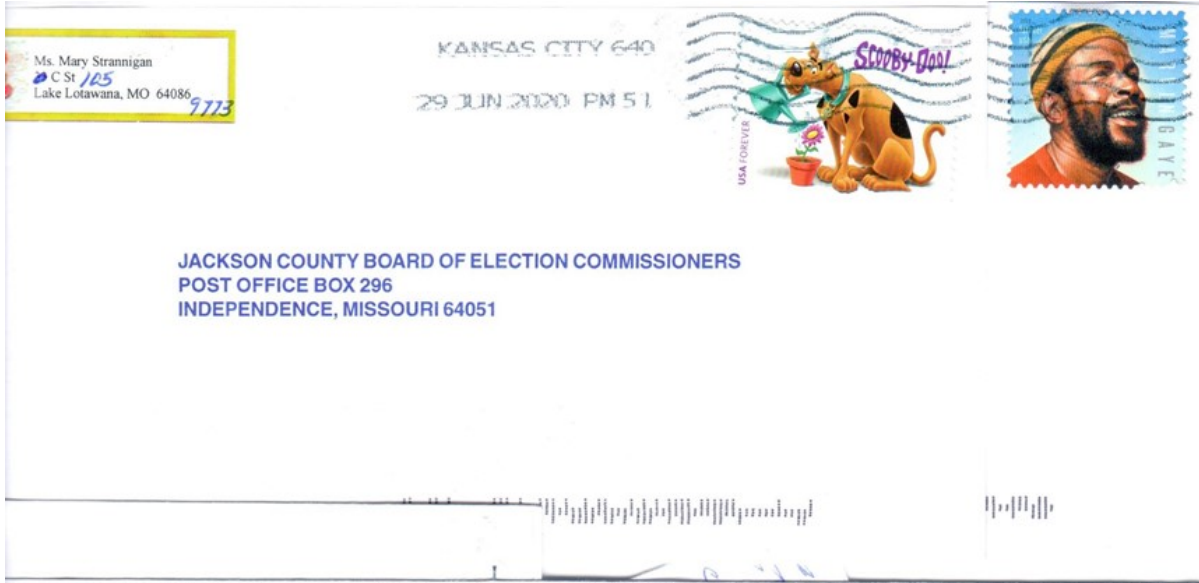 Ms. Mary Strannigan
C St 105
Lake Lotawana, MO 64086
9773
KANSAS CITY 640
29 JUN 2020 PM 5 L
SCOOBY-DOO!
USA FOREVER
MARVIN GAYE
JACKSON COUNTY BOARD OF ELECTION COMMISSIONERS
POST OFFICE BOX 296
INDEPENDENCE, MISSOURI 64051